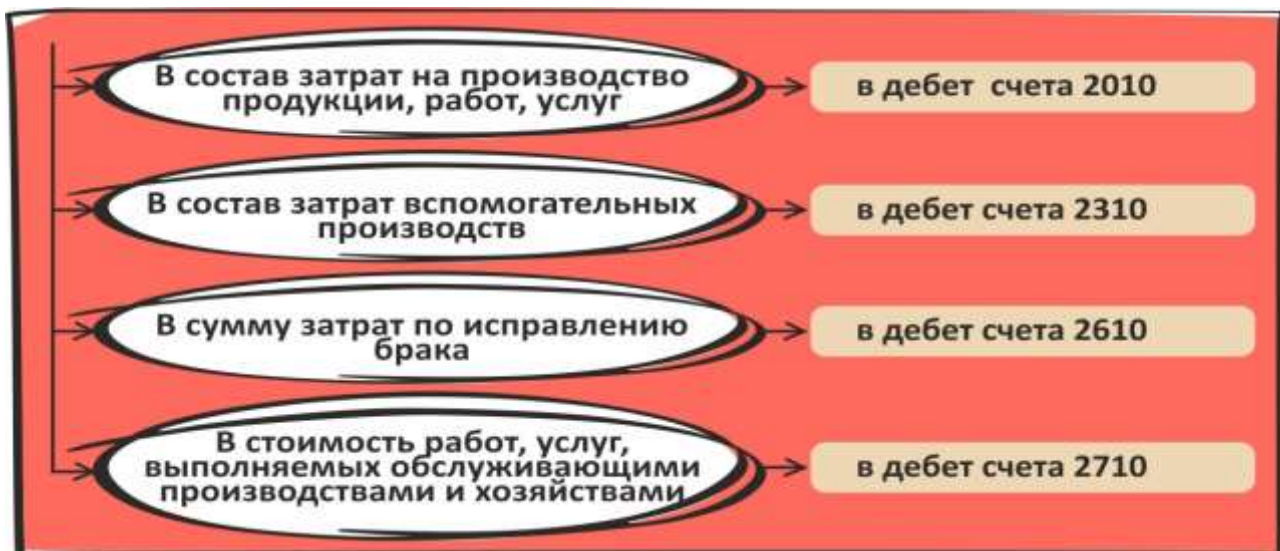 В состав затрат на производство
продукции, работ, услуг
в дебет счета 2010
В состав затрат вспомогательных
производств
в дебет счета 2310
В сумму затрат по исправлению
брака
в дебет счета 2610
В стоимость работ, услуг,
выполняемых обслуживающими
производствами и хозяйствами
в дебет счета 2710